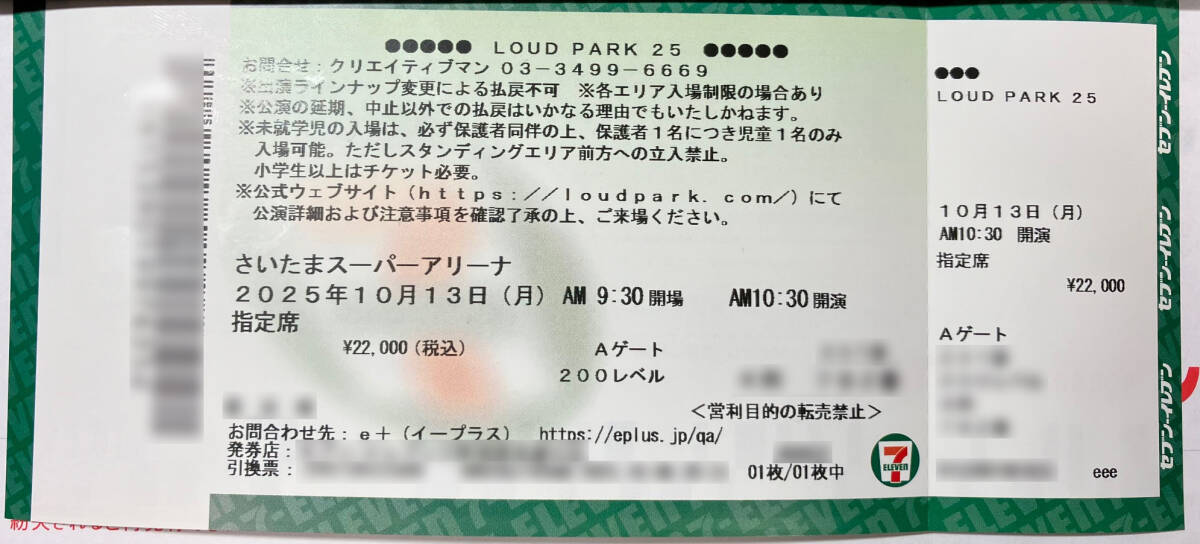 ●●●●● LOUD PARK 25 ●●●●●
お問合せ：クリエイティブマン 03-3499-6669
※出演ラインナップ変更による払戻不可 ※各エリア入場制限の場合あり
※公演の延期、中止以外での払戻はいかなる理由でもいたしかねます。
※未就学児の入場は、必ず保護者同伴の上、保護者1名につき児童1名のみ
入場可能。ただしスタンディングエリア前方への立入禁止。
小学生以上はチケット必要。
※公式ウェブサイト（https://loudpark.com/）にて
公演詳細および注意事項を確認了承の上、ご来場ください。
さいたまスーパーアリーナ
2025年10月13日（月）AM 9:30開場 AM10:30開演
指定席
¥22,000（税込） Aゲート
200レベル
＜営利目的の転売禁止＞
お問合わせ先：e＋（イープラス） https://eplus.jp/qa/
発券店：
引換票：
01枚/01枚中
7
ELEVEN
●●●
LOUD PARK 25
10月13日（月）
AM10:30 開演
指定席
¥22,000
Aゲート
eee
セブン-イレブン
セブン-イレブン
セブン-イレブン